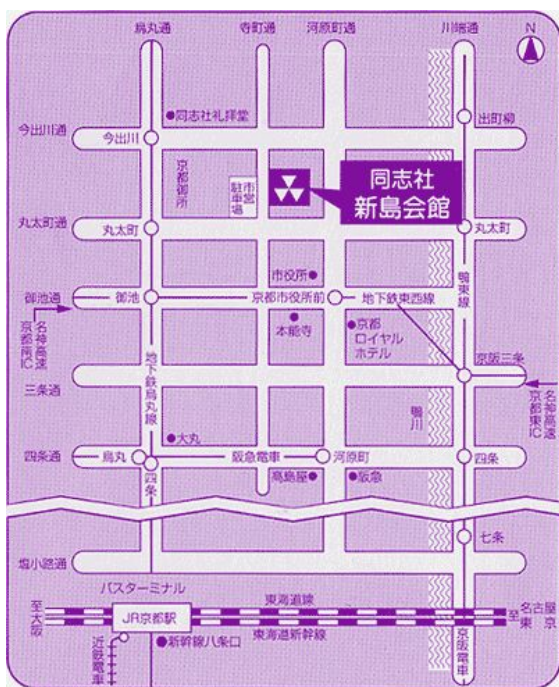 烏丸通
寺町通
河原町通
川端通
N
同志社礼拝堂
出町柳
今出川通
今出川
京都御所
市営
駐車場
同志社
新島会館
丸太町通
丸太町
丸太町
市役所
鴨東線
御池通
御池
京都市役所前
地下鉄東西線
名神高速
京都南IC
本能寺
京都
ロイヤル
ホテル
京阪三条
三条通
地下鉄烏丸線
鴨川
名神高速
京都東IC
大丸
四条通
烏丸
阪急電車
河原町
四条
四条
高島屋
阪急
七条
塩小路通
バスターミナル
至大阪
JR京都駅
東海道線
至
名古屋
東京
東海道新幹線
新幹線八条口
近鉄電車
京阪電車